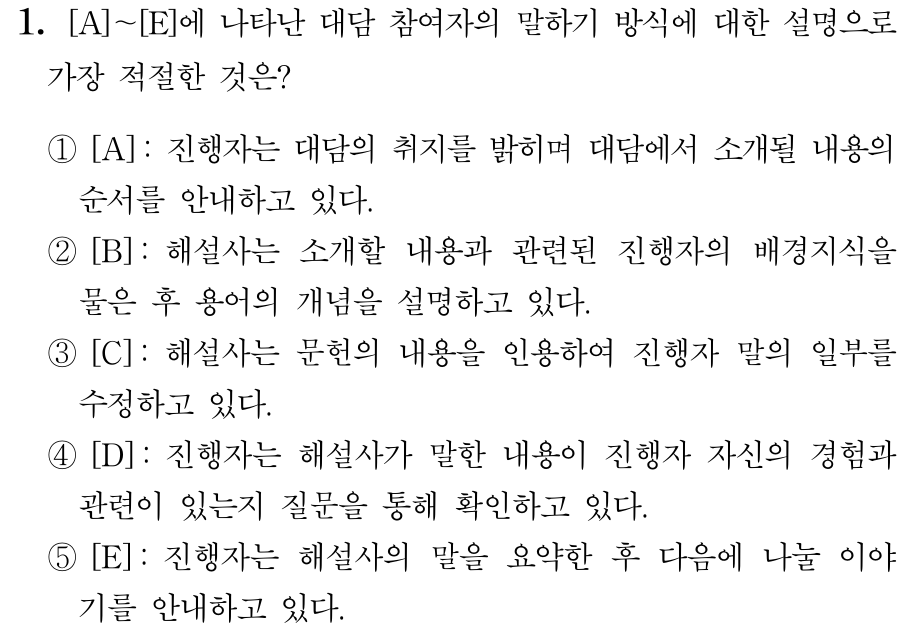 1. [A]~[E]에 나타난 대담 참여자의 말하기 방식에 대한 설명으로
가장 적절한 것은?
① [A]: 진행자는 대담의 취지를 밝히며 대담에서 소개될 내용의
순서를 안내하고 있다.
② [B]: 해설사는 소개할 내용과 관련된 진행자의 배경지식을
물은 후 용어의 개념을 설명하고 있다.
③ [C]: 해설사는 문헌의 내용을 인용하여 진행자 말의 일부를
수정하고 있다.
④ [D]: 진행자는 해설사가 말한 내용이 진행자 자신의 경험과
관련이 있는지 질문을 통해 확인하고 있다.
⑤ [E]: 진행자는 해설사의 말을 요약한 후 다음에 나눌 이야
기를 안내하고 있다.